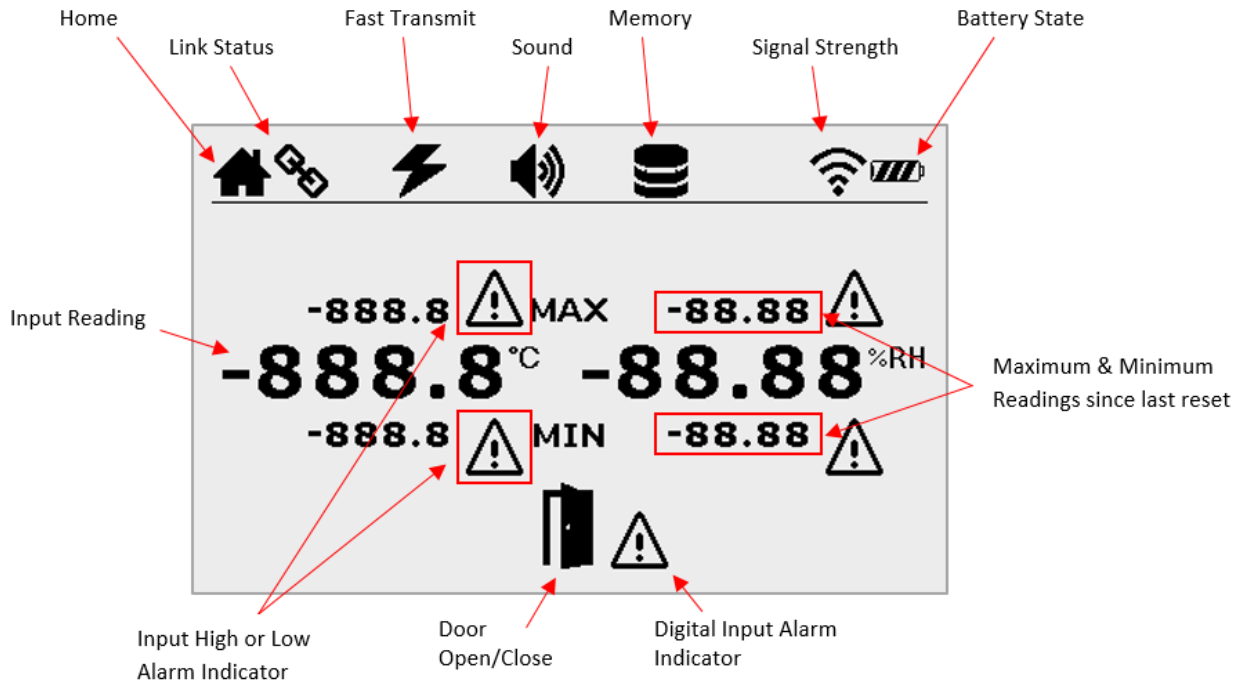 Home
Fast Transmit
Memory
Battery State
Link Status
Sound
Signal Strength
-888.8 MAX -88.88
Input Reading
-888.8°C -88.88%RH
Maximum & Minimum
Readings since last reset
-888.8 MIN -88.88
Input High or Low
Alarm Indicator
Door
Open/Close
Digital Input Alarm
Indicator